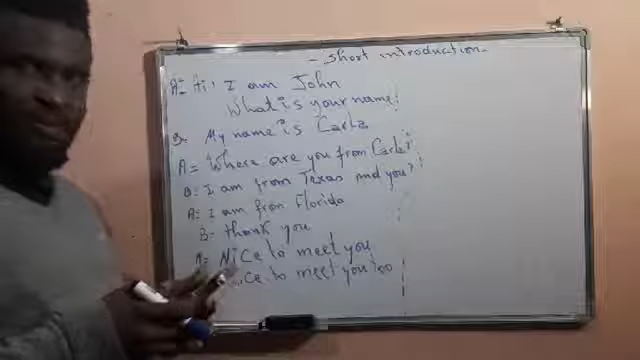 - Short introduction -
A= Hi! I am John
What is your name?
B= My name is Carla
A= Where are you from Carla?
B= I am from Texas and you?
A= I am from Florida
B= thank you
A= Nice to meet you
Nice to meet you too